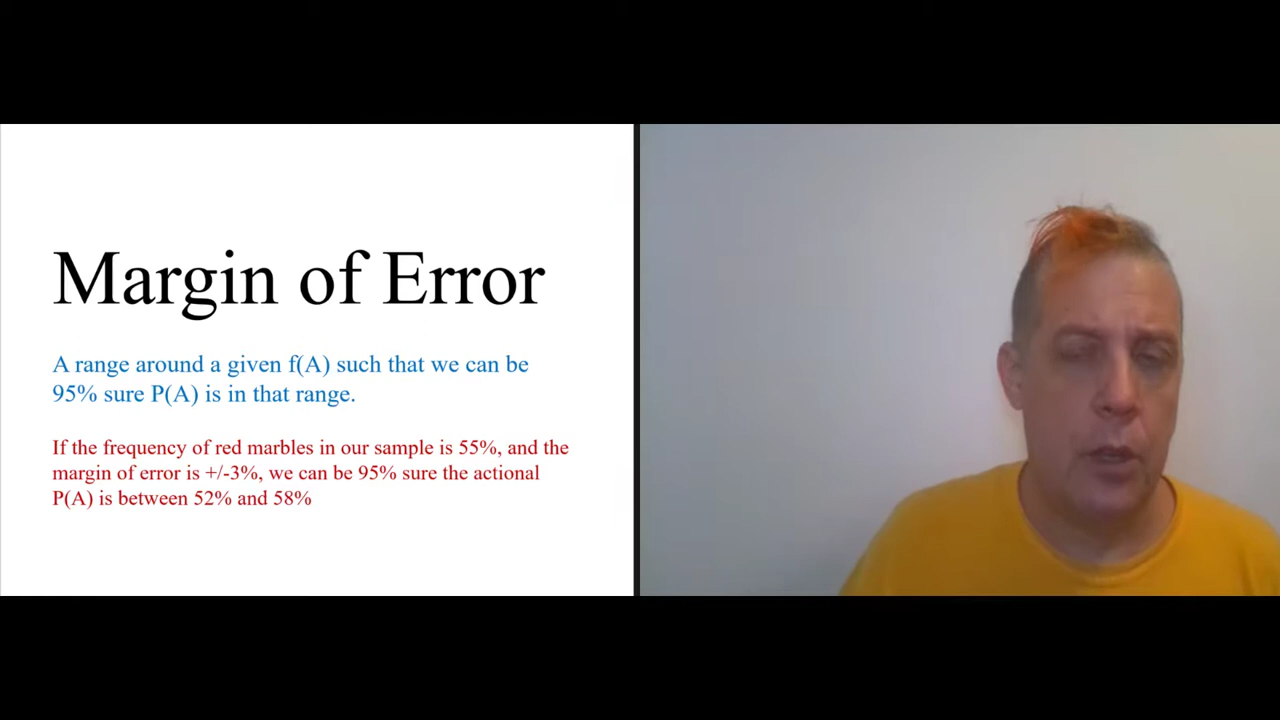 Margin of Error
A range around a given f(A) such that we can be
95% sure P(A) is in that range.
If the frequency of red marbles in our sample is 55%, and the
margin of error is +/-3%, we can be 95% sure the actional
P(A) is between 52% and 58%